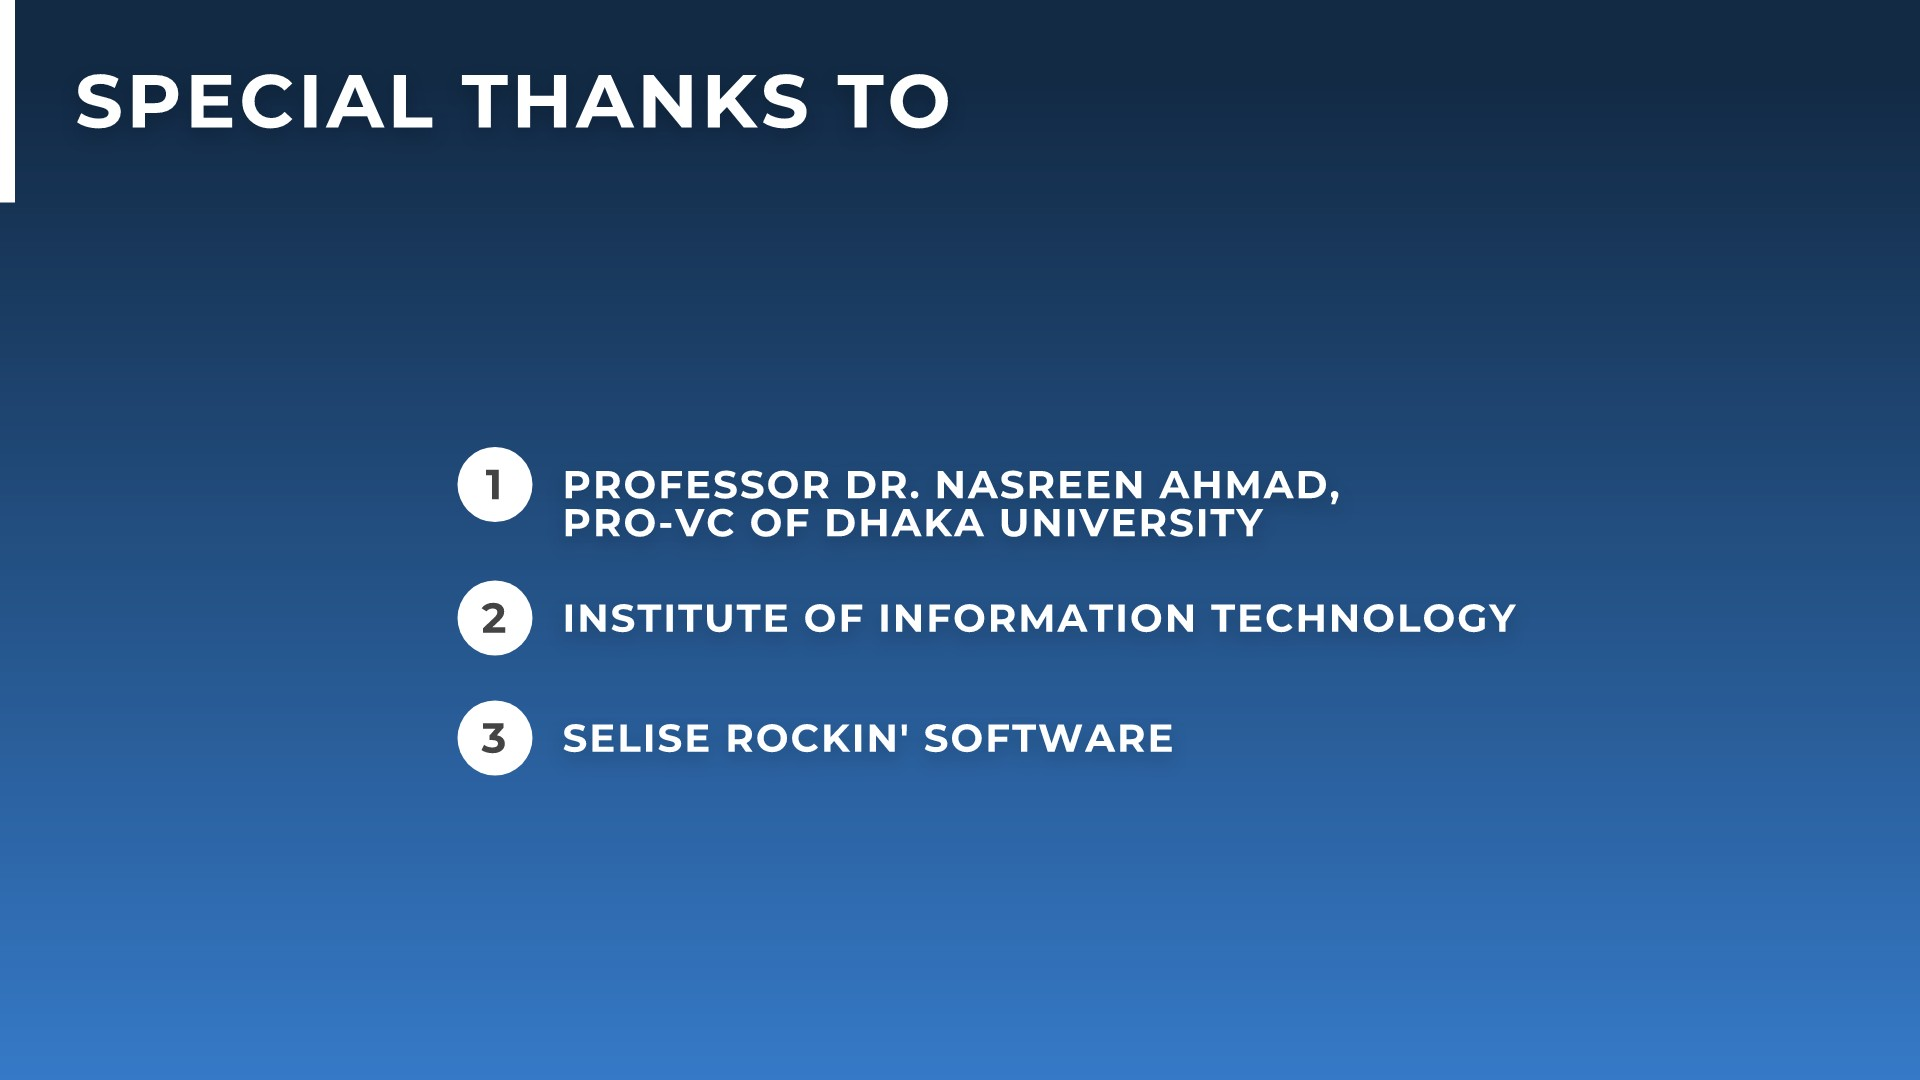 SPECIAL THANKS TO
1 PROFESSOR DR. NASREEN AHMAD,
PRO-VC OF DHAKA UNIVERSITY
2 INSTITUTE OF INFORMATION TECHNOLOGY
3 SELISE ROCKIN' SOFTWARE